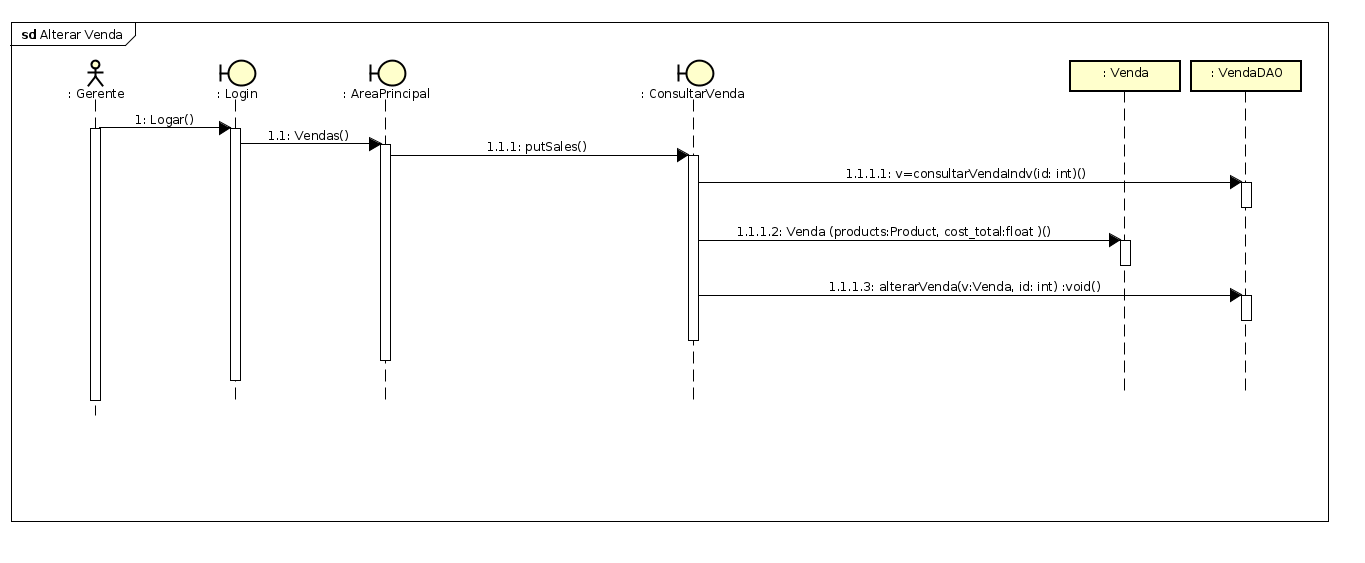 sd Alterar Venda
: Gerente
: Login
: AreaPrincipal
: ConsultarVenda
: Venda
: VendaDAO
1: Logar()
1.1: Vendas()
1.1.1: putSales()
1.1.1.1: v=consultarVendaIndv(id: int)()
1.1.1.2: Venda (products:Product, cost_total:float )()
1.1.1.3: alterarVenda(v:Venda, id: int) :void()